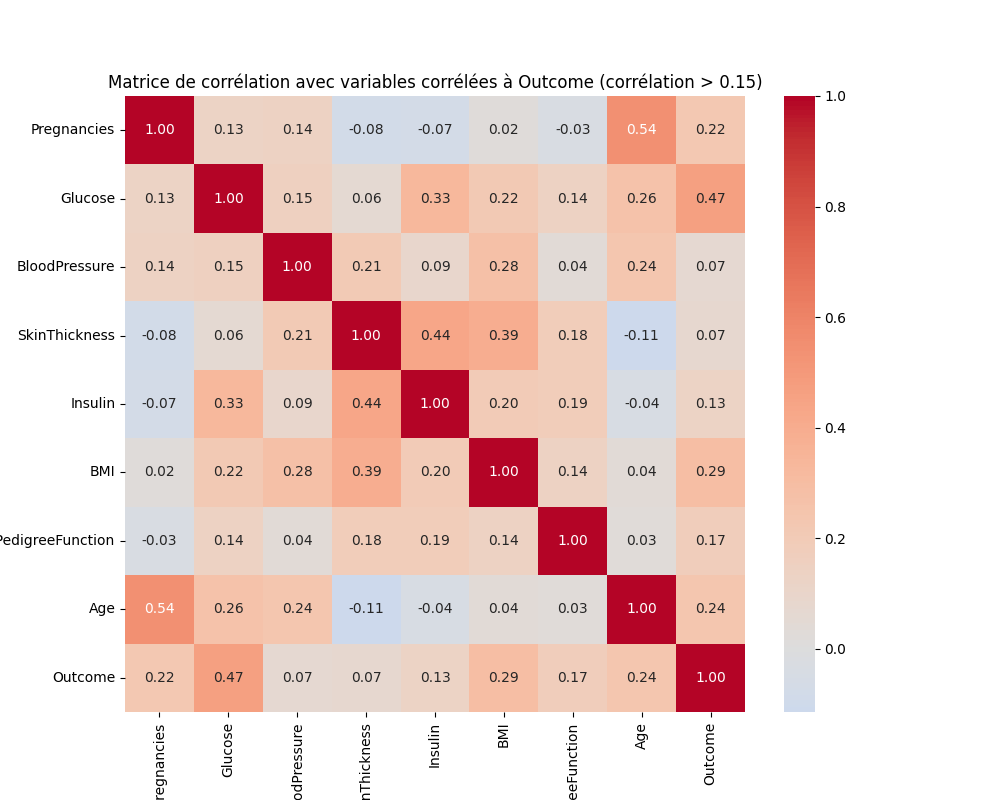 Matrice de corrélation avec variables corrélées à Outcome (corrélation > 0.15)
Pregnancies 1.00 0.13 0.14 -0.08 -0.07 0.02 -0.03 0.54 0.22
Glucose 0.13 1.00 0.15 0.06 0.33 0.22 0.14 0.26 0.47
BloodPressure 0.14 0.15 1.00 0.21 0.09 0.28 0.04 0.24 0.07
SkinThickness -0.08 0.06 0.21 1.00 0.44 0.39 0.18 -0.11 0.07
Insulin -0.07 0.33 0.09 0.44 1.00 0.20 0.19 -0.04 0.13
BMI 0.02 0.22 0.28 0.39 0.20 1.00 0.14 0.04 0.29
PedigreeFunction -0.03 0.14 0.04 0.18 0.19 0.14 1.00 0.03 0.17
Age 0.54 0.26 0.24 -0.11 -0.04 0.04 0.03 1.00 0.24
Outcome 0.22 0.47 0.07 0.07 0.13 0.29 0.17 0.24 1.00
regnancies
Glucose
odPressure
nThickness
Insulin
BMI
eeFunction
Age
Outcome
1.0
0.8
0.6
0.4
0.2
0.0